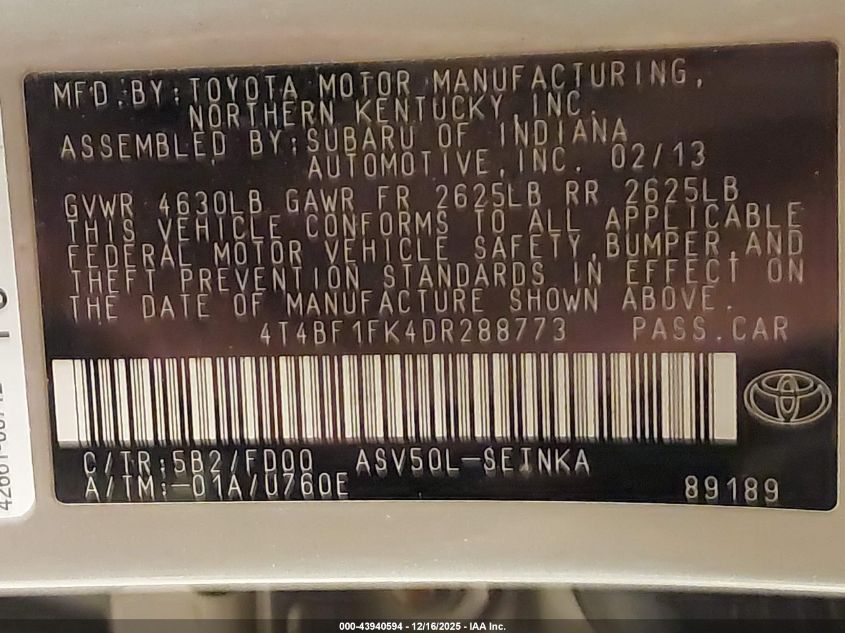 MFD.BY:TOYOTA MOTOR MANUFACTURING,
NORTHERN KENTUCKY,INC.
ASSEMBLED BY:SUBARU OF INDIANA
AUTOMOTIVE,INC. 02/13
GVWR 4630LB GAWR FR 2625LB RR 2625LB
THIS VEHICLE CONFORMS TO ALL APPLICABLE
FEDERAL MOTOR VEHICLE SAFETY,BUMPER,AND
THEFT PREVENTION STANDARDS IN EFFECT ON
THE DATE OF MANUFACTURE SHOWN ABOVE.
4T4BF1FK4DR288773 PASS.CAR
C/TR:5B2/FD00 ASV50L-SEJNKA
A/TM:-01A/U760E
89189
000-43940594 - 12/16/2025 - IAA Inc.